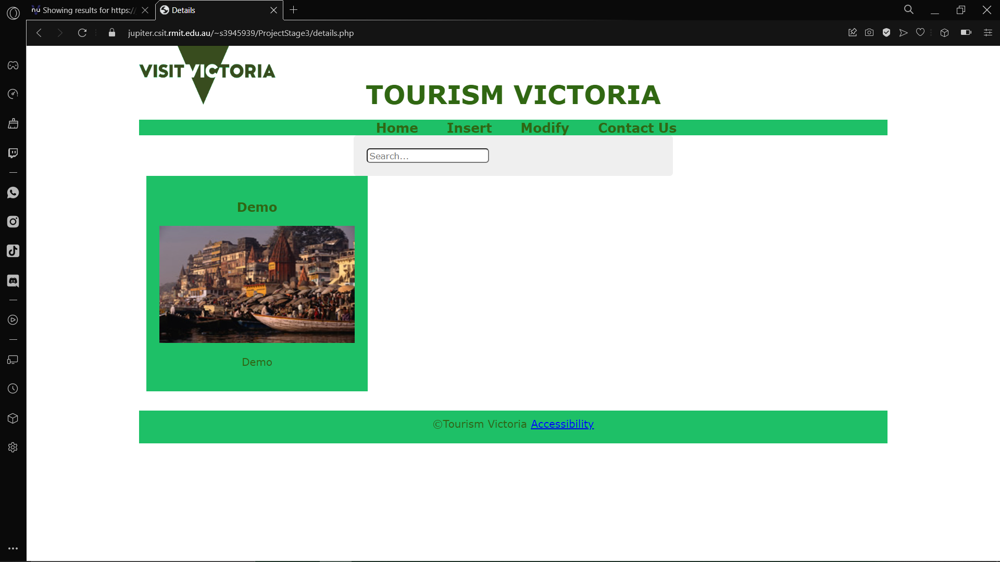 Showing results for https://
Details
jupiter.csit.rmit.edu.au/~s3945939/ProjectStage3/details.php
VISIT VICTORIA
TOURISM VICTORIA
Home Insert Modify Contact Us
Search...
Demo
Demo
©Tourism Victoria Accessibility